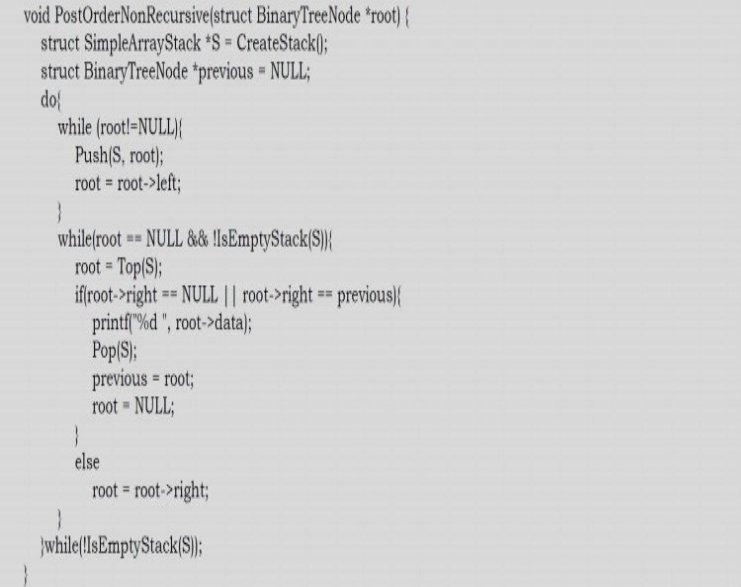 void PostOrderNonRecursive(struct BinaryTreeNode *root) {
struct SimpleArrayStack *S = CreateStack();
struct BinaryTreeNode *previous = NULL;
do{
while (root!=NULL){
Push(S, root);
root = root->left;
}
while(root == NULL && !IsEmptyStack(S)){
root = Top(S);
if(root->right == NULL || root->right == previous){
printf("%d ", root->data);
Pop(S);
previous = root;
root = NULL;
}
else
root = root->right;
}
}while(!IsEmptyStack(S));
}